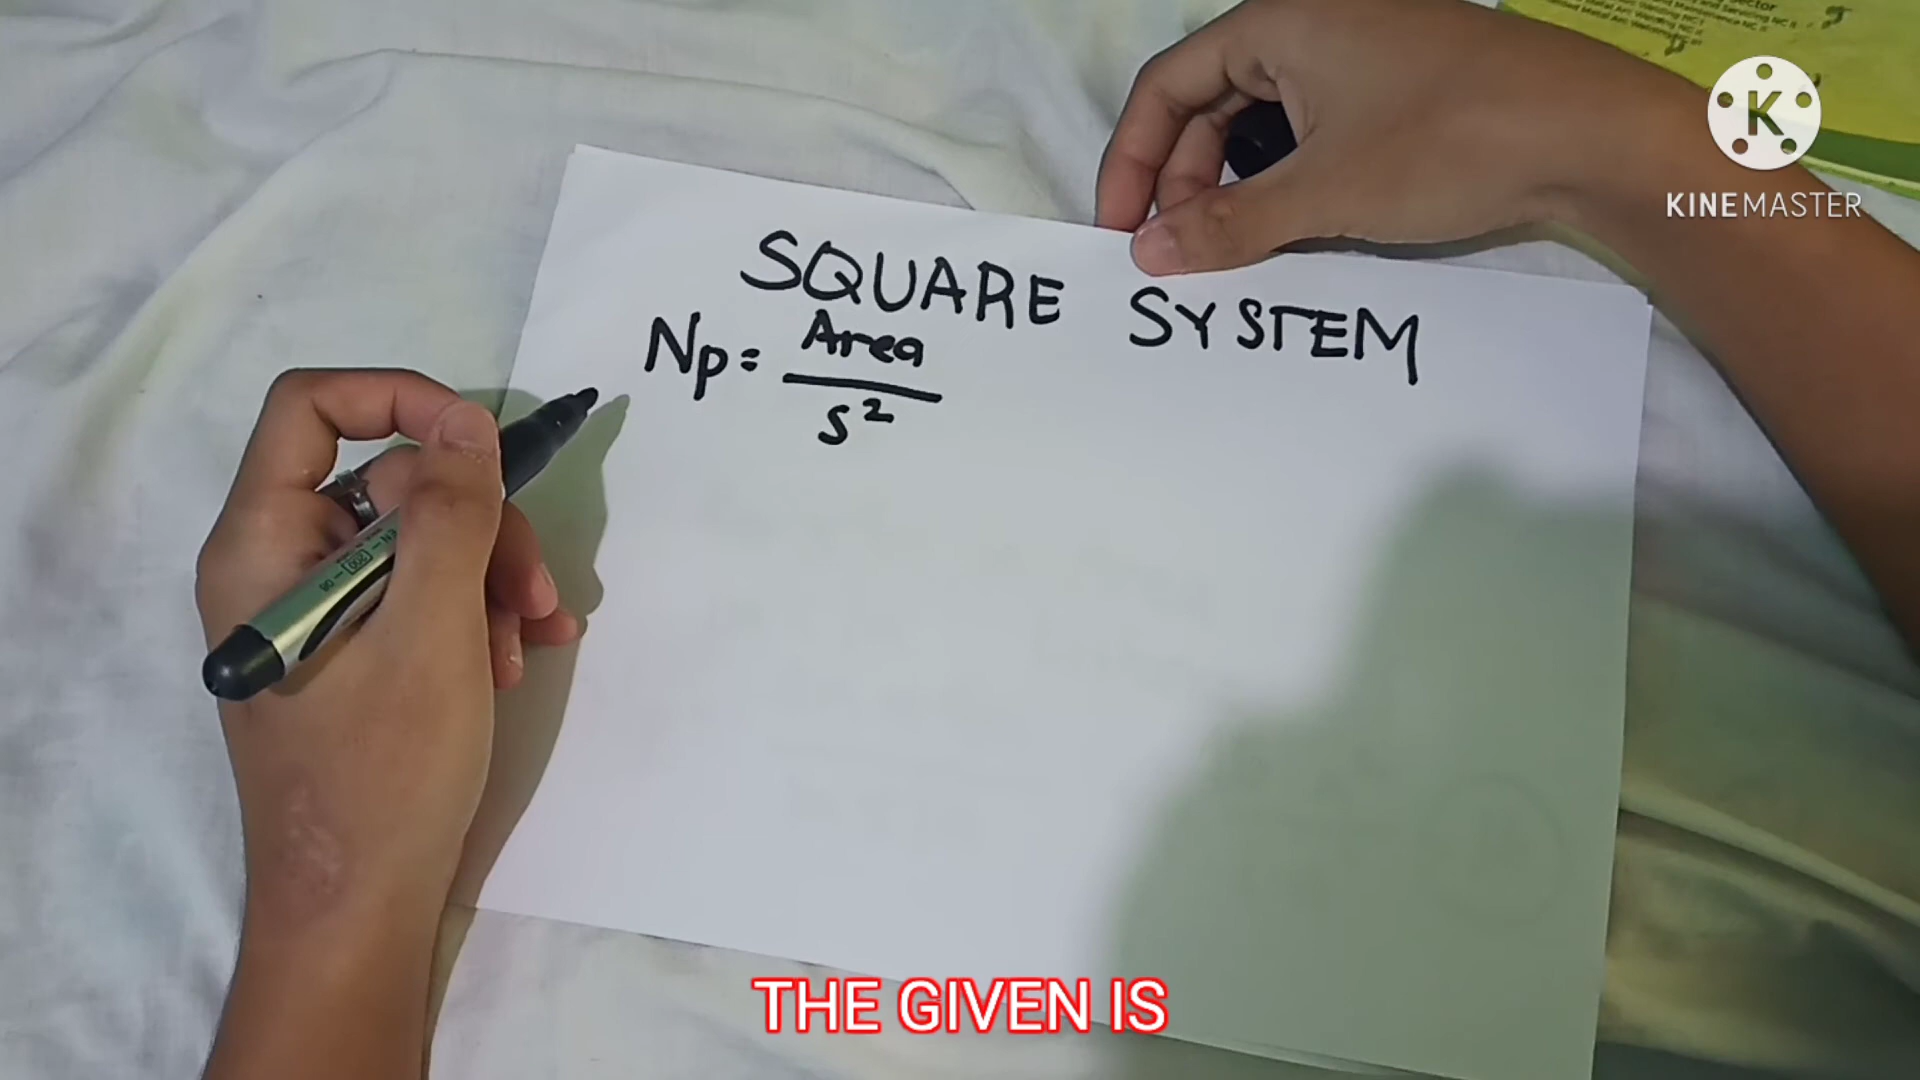 KINEMASTER
SQUARE SYSTEM
Np = Area
s²
THE GIVEN IS